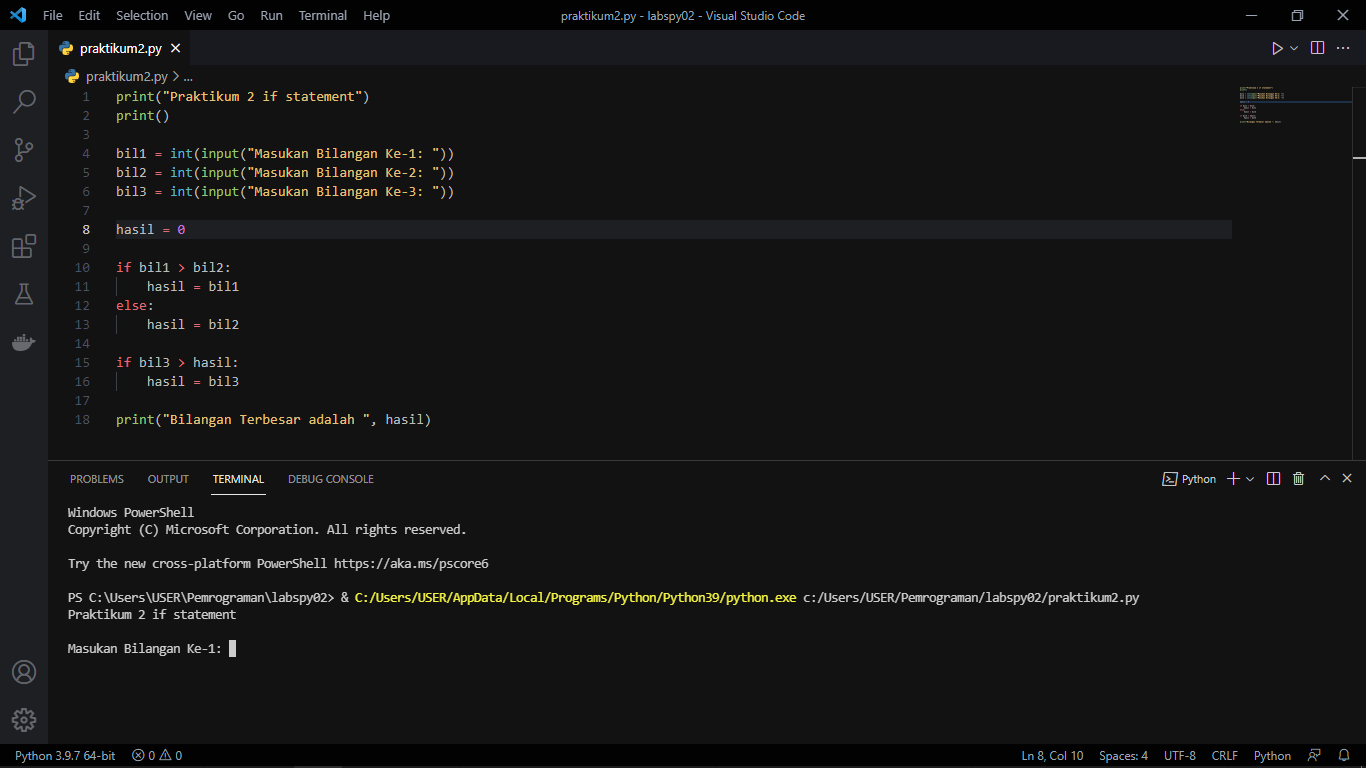 File Edit Selection View Go Run Terminal Help praktikum2.py - labspy02 - Visual Studio Code
praktikum2.py
praktikum2.py > ...
1 print("Praktikum 2 if statement")
2 print()
3
4 bil1 = int(input("Masukan Bilangan Ke-1: "))
5 bil2 = int(input("Masukan Bilangan Ke-2: "))
6 bil3 = int(input("Masukan Bilangan Ke-3: "))
7
8 hasil = 0
9
10 if bil1 > bil2:
11     hasil = bil1
12 else:
13     hasil = bil2
14
15 if bil3 > hasil:
16     hasil = bil3
17
18 print("Bilangan Terbesar adalah ", hasil)
PROBLEMS OUTPUT TERMINAL DEBUG CONSOLE Python
Windows PowerShell
Copyright (C) Microsoft Corporation. All rights reserved.
Try the new cross-platform PowerShell https://aka.ms/pscore6
PS C:\Users\USER\Pemrograman\labspy02> & C:/Users/USER/AppData/Local/Programs/Python/Python39/python.exe c:/Users/USER/Pemrograman/labspy02/praktikum2.py
Praktikum 2 if statement
Masukan Bilangan Ke-1:
Python 3.9.7 64-bit 0 0 Ln 8, Col 10 Spaces: 4 UTF-8 CRLF Python